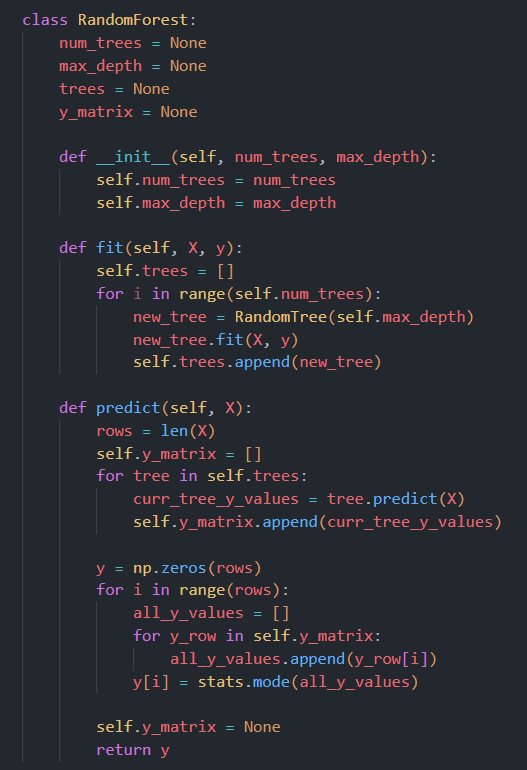 class RandomForest:
    num_trees = None
    max_depth = None
    trees = None
    y_matrix = None

    def __init__(self, num_trees, max_depth):
        self.num_trees = num_trees
        self.max_depth = max_depth

    def fit(self, X, y):
        self.trees = []
        for i in range(self.num_trees):
            new_tree = RandomTree(self.max_depth)
            new_tree.fit(X, y)
            self.trees.append(new_tree)

    def predict(self, X):
        rows = len(X)
        self.y_matrix = []
        for tree in self.trees:
            curr_tree_y_values = tree.predict(X)
            self.y_matrix.append(curr_tree_y_values)

        y = np.zeros(rows)
        for i in range(rows):
            all_y_values = []
            for y_row in self.y_matrix:
                all_y_values.append(y_row[i])
            y[i] = stats.mode(all_y_values)

        self.y_matrix = None
        return y